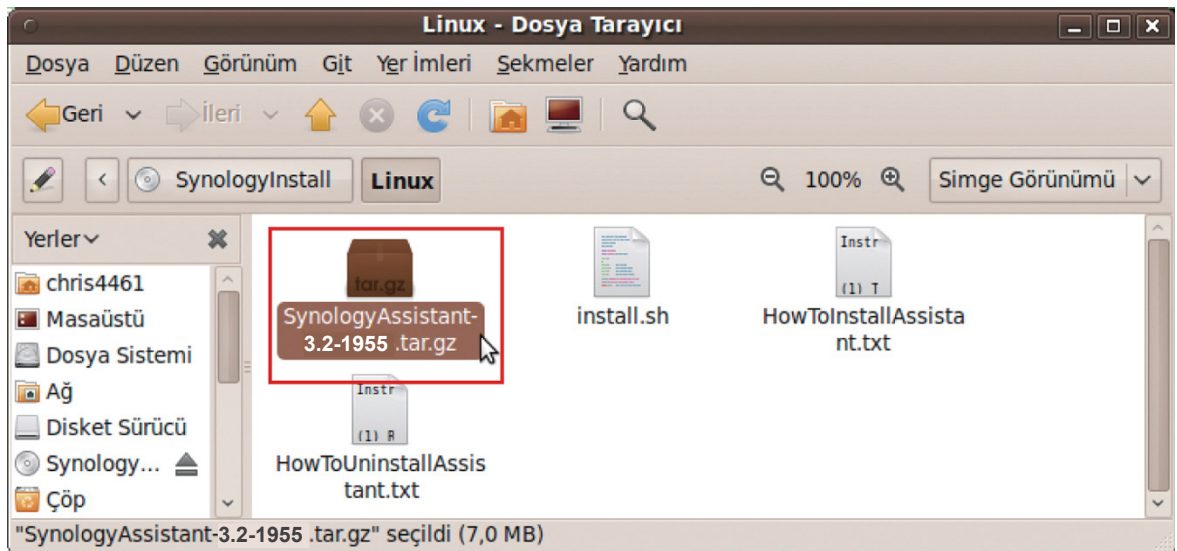 Linux - Dosya Tarayıcı
Dosya Düzen Görünüm Git Yer İmleri Sekmeler Yardım
Geri İleri
SynologyInstall Linux 100% Simge Görünümü
Yerler
chris4461
Masaüstü
Dosya Sistemi
Ağ
Disket Sürücü
Synology...
Çöp
tar.gz
SynologyAssistant-
3.2-1955 .tar.gz
install.sh
Instr
(1) T
HowToInstallAssista
nt.txt
Instr
(1) R
HowToUninstallAssis
tant.txt
"SynologyAssistant-3.2-1955 .tar.gz" seçildi (7,0 MB)